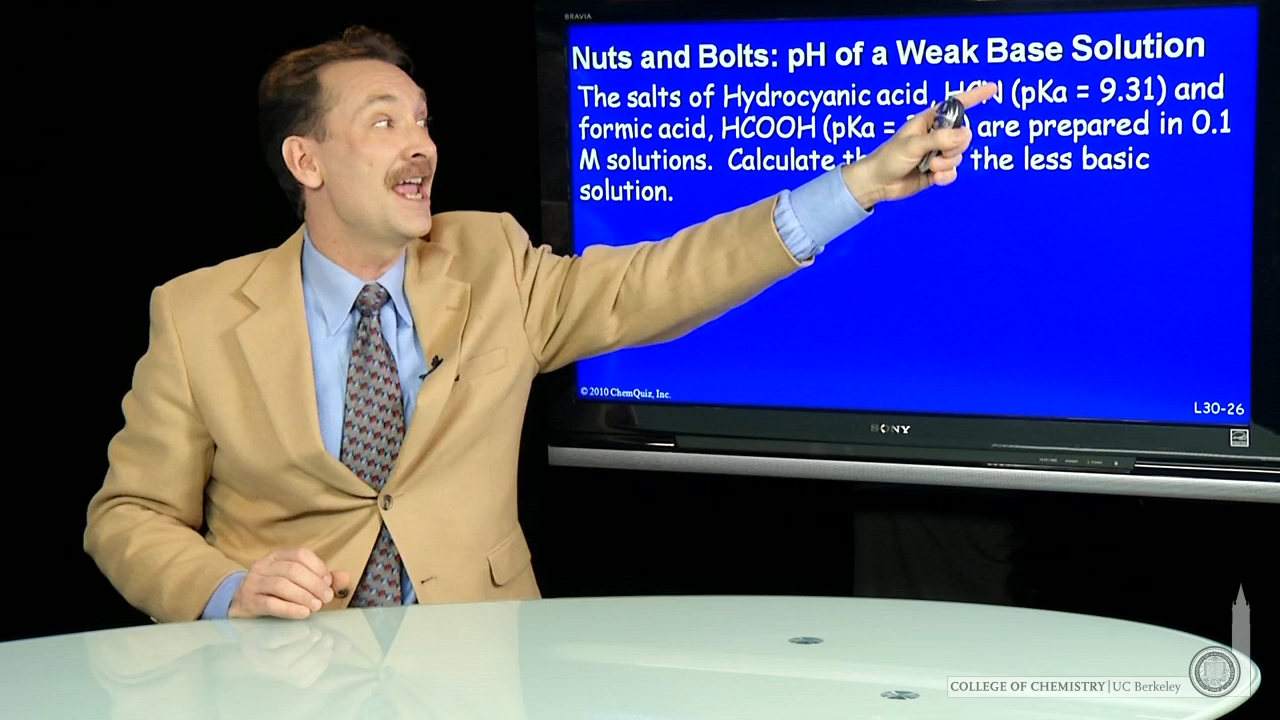 BRAVIA
Nuts and Bolts: pH of a Weak Base Solution
The salts of Hydrocyanic acid, HCN (pKa = 9.31) and
formic acid, HCOOH (pKa = are prepared in 0.1
M solutions. Calculate the less basic
solution.
© 2010 ChemQuiz, Inc.
L30-26
SONY
COLLEGE OF CHEMISTRY | UC Berkeley